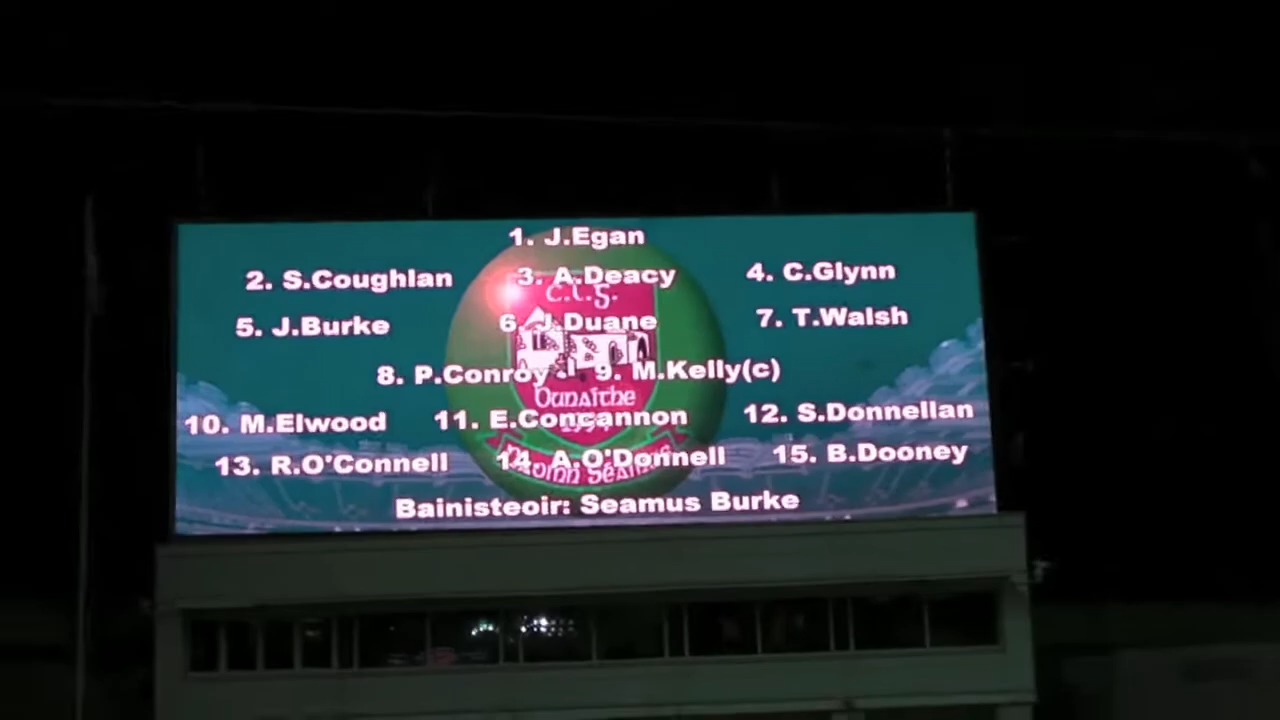 1. J.Egan
2. S.Coughlan 3. A.Deacy 4. C.Glynn
5. J.Burke 6. J.Duane 7. T.Walsh
8. P.Conroy 9. M.Kelly(c)
10. M.Elwood 11. E.Concannon 12. S.Donnellan
13. R.O'Connell 14. A.O'Donnell 15. B.Dooney
Bainisteoir: Seamus Burke